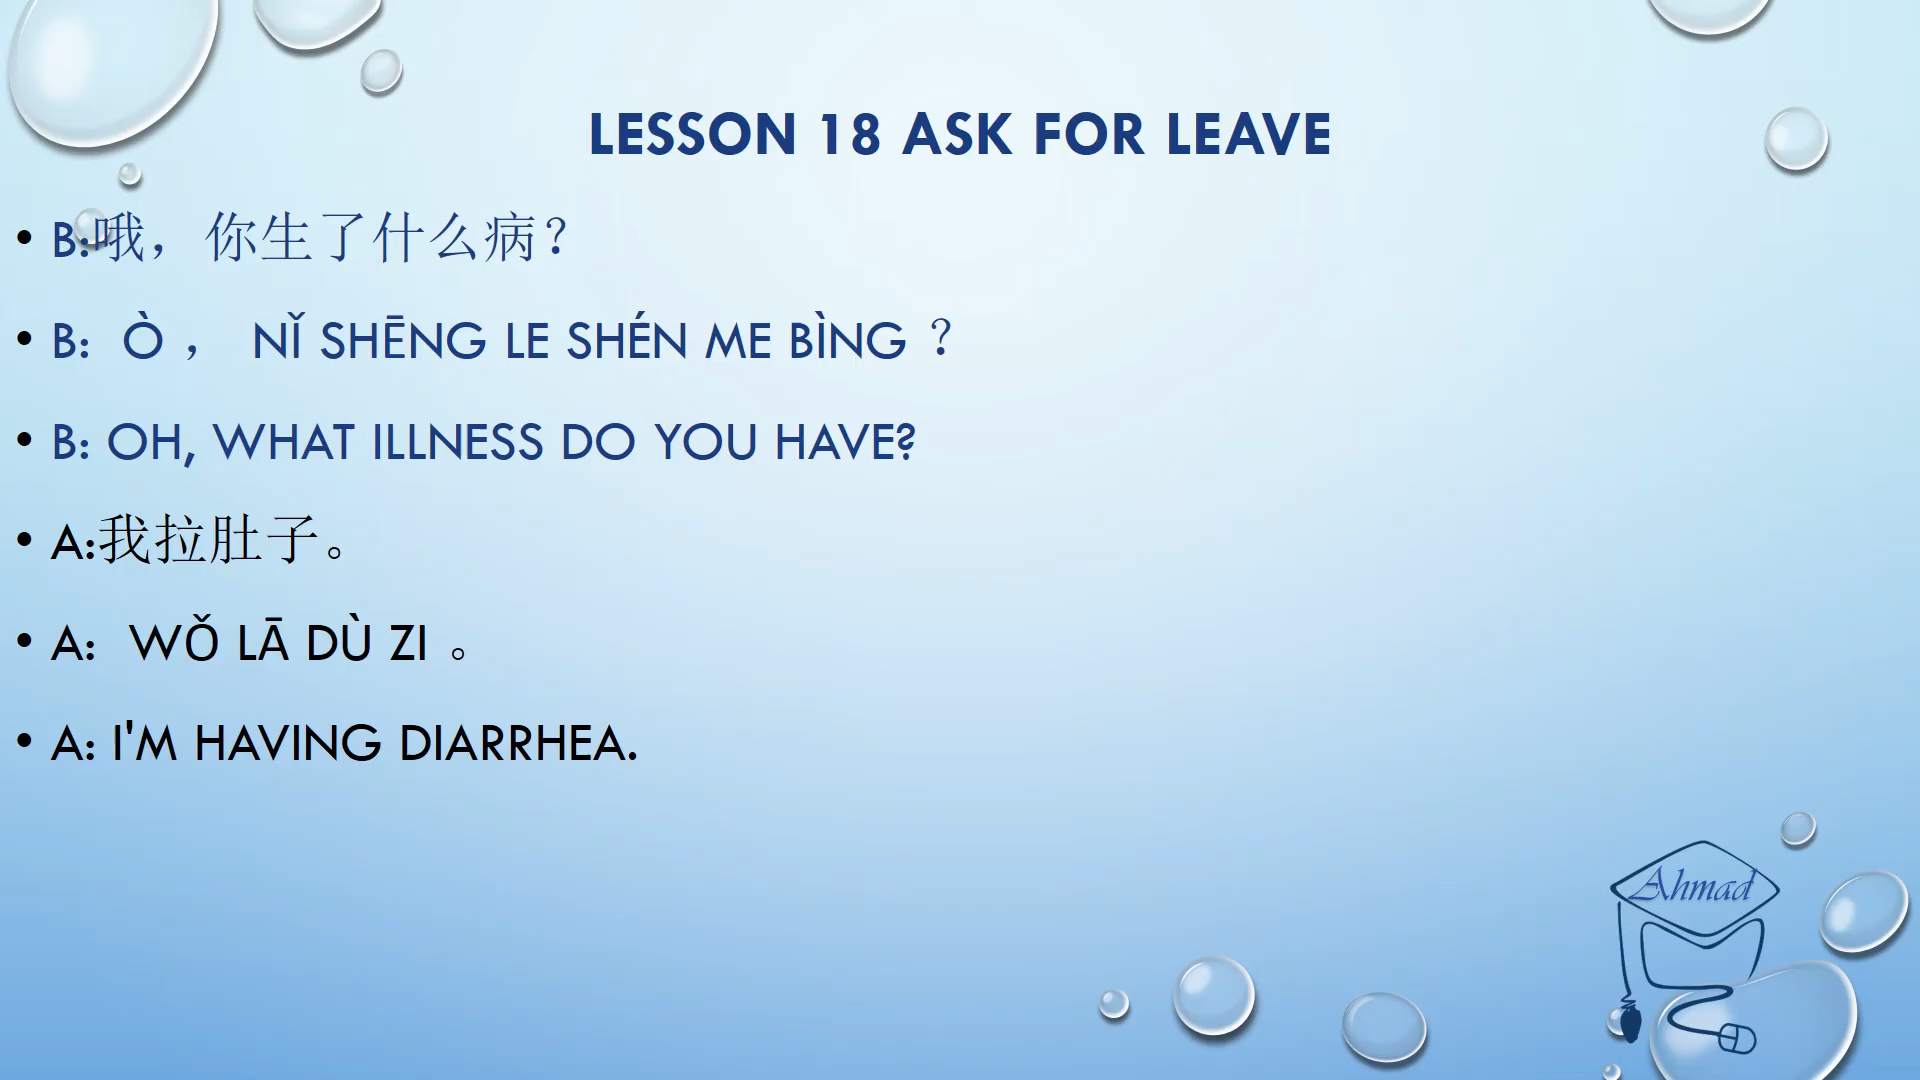 LESSON 18 ASK FOR LEAVE
• B:哦，你生了什么病？
• B: Ò ， NǏ SHĒNG LE SHÉN ME BÌNG ？
• B: OH, WHAT ILLNESS DO YOU HAVE?
• A:我拉肚子。
• A: WǑ LĀ DÙ ZI 。
• A: I'M HAVING DIARRHEA.
Ahmad